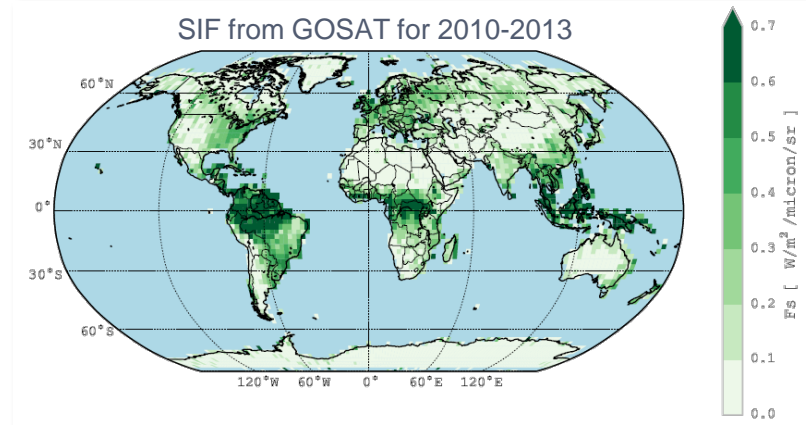 SIF from GOSAT for 2010-2013
60°N
30°N
0°
30°S
60°S
120°W 60°W 0° 60°E 120°E
0.7
0.6
0.5
0.4
0.3
0.2
0.1
0.0
Fs [ W/m² /micron/sr ]